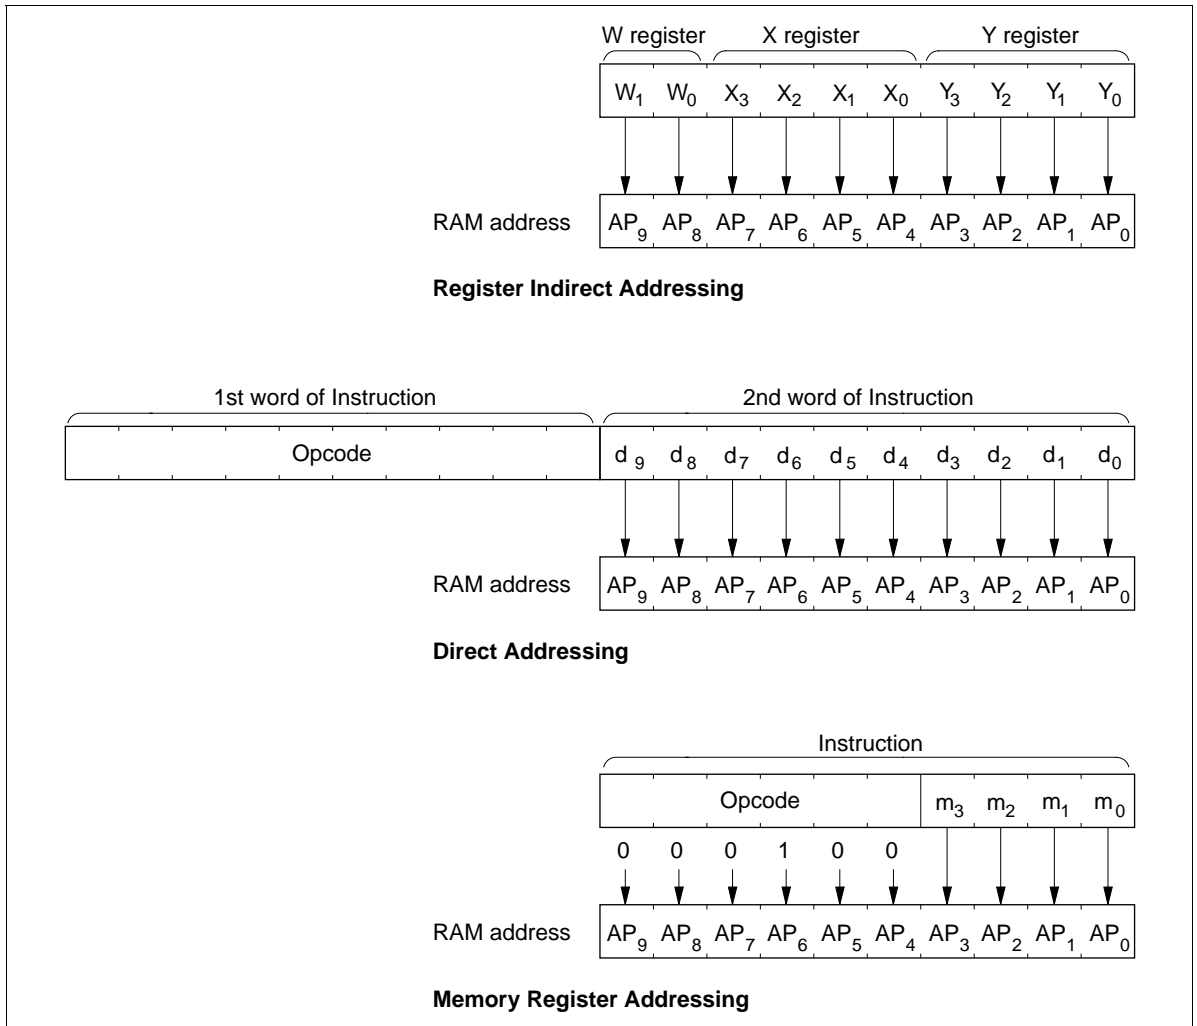 W register X register Y register
W1 W0 X3 X2 X1 X0 Y3 Y2 Y1 Y0
RAM address AP9 AP8 AP7 AP6 AP5 AP4 AP3 AP2 AP1 AP0
Register Indirect Addressing
1st word of Instruction 2nd word of Instruction
Opcode d9 d8 d7 d6 d5 d4 d3 d2 d1 d0
RAM address AP9 AP8 AP7 AP6 AP5 AP4 AP3 AP2 AP1 AP0
Direct Addressing
Instruction
Opcode m3 m2 m1 m0
0 0 0 1 0 0
RAM address AP9 AP8 AP7 AP6 AP5 AP4 AP3 AP2 AP1 AP0
Memory Register Addressing